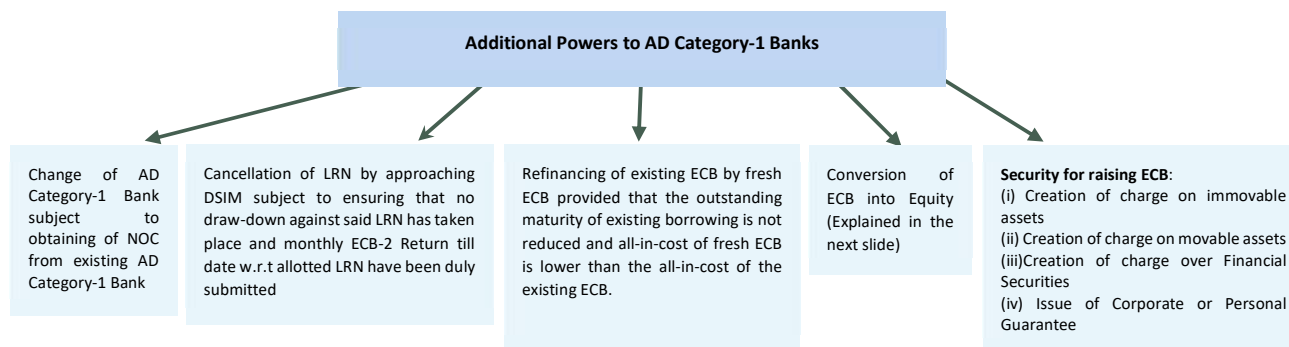 Additional Powers to AD Category-1 Banks
Change of AD
Category-1 Bank
subject to
obtaining of NOC
from existing AD
Category-1 Bank
Cancellation of LRN by approaching
DSIM subject to ensuring that no
draw-down against said LRN has taken
place and monthly ECB-2 Return till
date w.r.t allotted LRN have been duly
submitted
Refinancing of existing ECB by fresh
ECB provided that the outstanding
maturity of existing borrowing is not
reduced and all-in-cost of fresh ECB
is lower than the all-in-cost of the
existing ECB.
Conversion of
ECB into Equity
(Explained in the
next slide)
Security for raising ECB:
(i) Creation of charge on immovable
assets
(ii) Creation of charge on movable assets
(iii)Creation of charge over Financial
Securities
(iv) Issue of Corporate or Personal
Guarantee